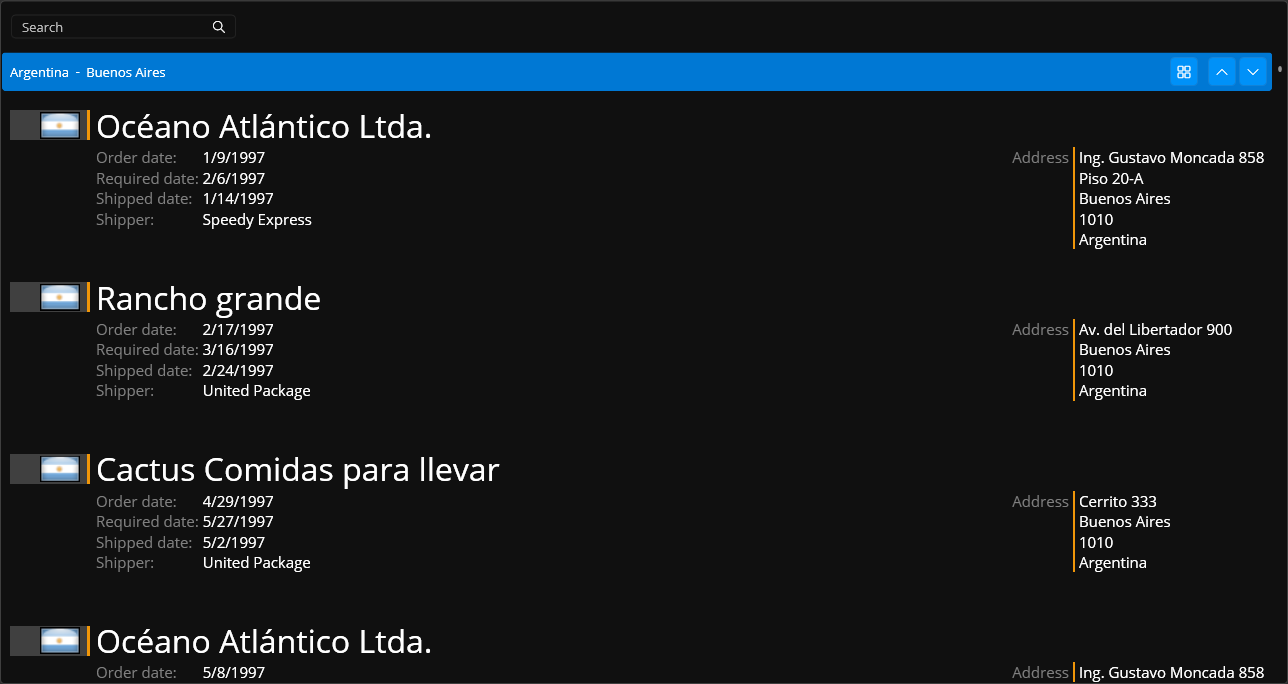 Search
Argentina - Buenos Aires
Océano Atlántico Ltda.
Order date: 1/9/1997
Required date: 2/6/1997
Shipped date: 1/14/1997
Shipper: Speedy Express
Address Ing. Gustavo Moncada 858
Piso 20-A
Buenos Aires
1010
Argentina
Rancho grande
Order date: 2/17/1997
Required date: 3/16/1997
Shipped date: 2/24/1997
Shipper: United Package
Address Av. del Libertador 900
Buenos Aires
1010
Argentina
Cactus Comidas para llevar
Order date: 4/29/1997
Required date: 5/27/1997
Shipped date: 5/2/1997
Shipper: United Package
Address Cerrito 333
Buenos Aires
1010
Argentina
Océano Atlántico Ltda.
Order date: 5/8/1997
Address Ing. Gustavo Moncada 858